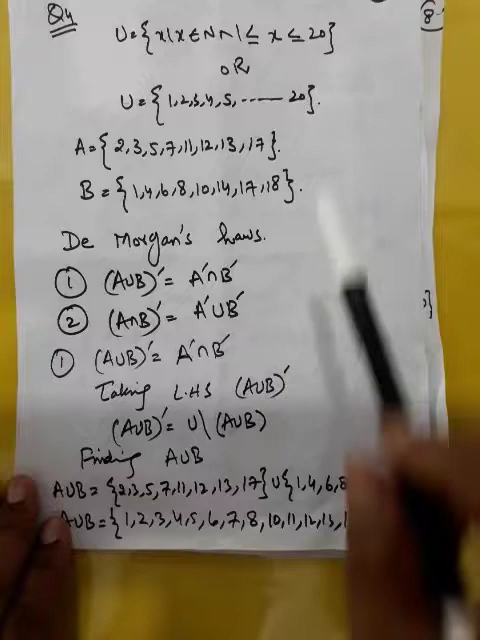 Q4
U={x|x∈N∩1≤x≤20}
OR
U={1,2,3,4,5,------20}.
A={2,3,5,7,11,12,13,17}.
B={1,4,6,8,10,14,17,18}.
De Morgan's Laws.
① (A∪B)′= A′∩B′
② (A∩B)′= A′∪B′
① (A∪B)′= A′∩B′
Taking L.H.S (A∪B)′
(A∪B)′= U\(A∪B)
Finding A∪B
A∪B={2,3,5,7,11,12,13,17}∪{1,4,6,8
A∪B={1,2,3,4,5,6,7,8,10,11,12,13,1